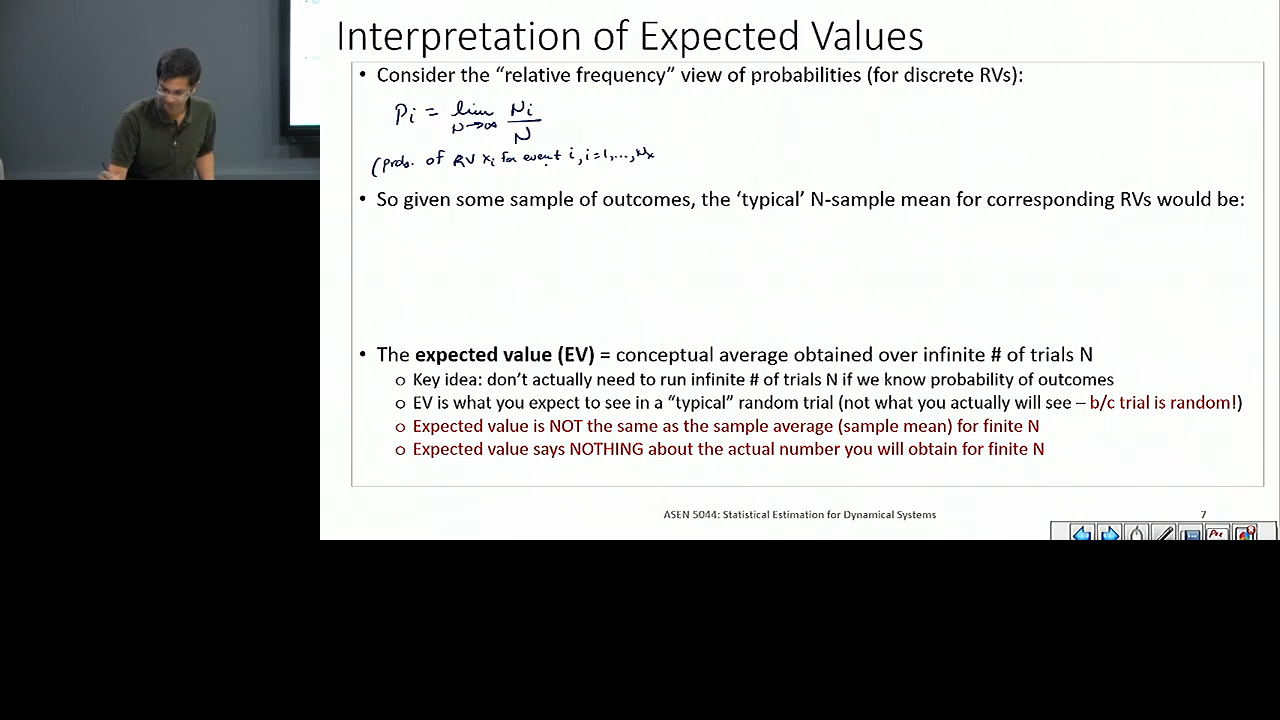 Interpretation of Expected Values
• Consider the “relative frequency” view of probabilities (for discrete RVs):
Pi = lim N→∞ Ni / N
(prob. of RV xi for event i, i=1,...,Nx
• So given some sample of outcomes, the ‘typical’ N-sample mean for corresponding RVs would be:
• The expected value (EV) = conceptual average obtained over infinite # of trials N
o Key idea: don’t actually need to run infinite # of trials N if we know probability of outcomes
o EV is what you expect to see in a “typical” random trial (not what you actually will see – b/c trial is random!)
o Expected value is NOT the same as the sample average (sample mean) for finite N
o Expected value says NOTHING about the actual number you will obtain for finite N
ASEN 5044: Statistical Estimation for Dynamical Systems
7